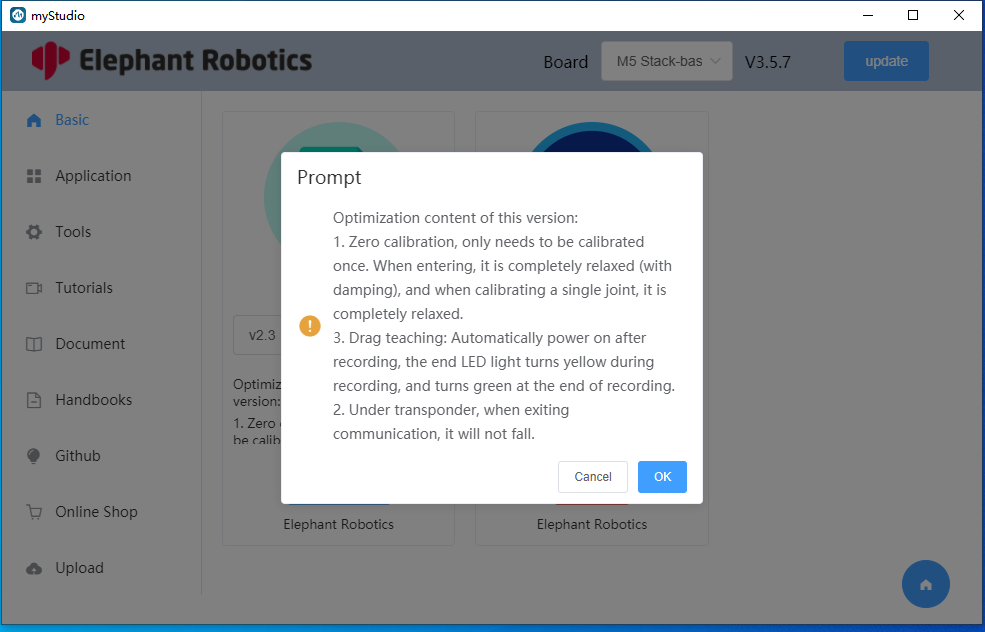 myStudio
Elephant Robotics
Board
M5 Stack-bas
V3.5.7
update
Basic
Application
Tools
Tutorials
Document
Handbooks
Github
Online Shop
Upload
v2.3
Optimiz
version:
1. Zero
be calib
Prompt
Optimization content of this version:
1. Zero calibration, only needs to be calibrated
once. When entering, it is completely relaxed (with
damping), and when calibrating a single joint, it is
completely relaxed.
3. Drag teaching: Automatically power on after
recording, the end LED light turns yellow during
recording, and turns green at the end of recording.
2. Under transponder, when exiting
communication, it will not fall.
Cancel
OK
Elephant Robotics
Elephant Robotics